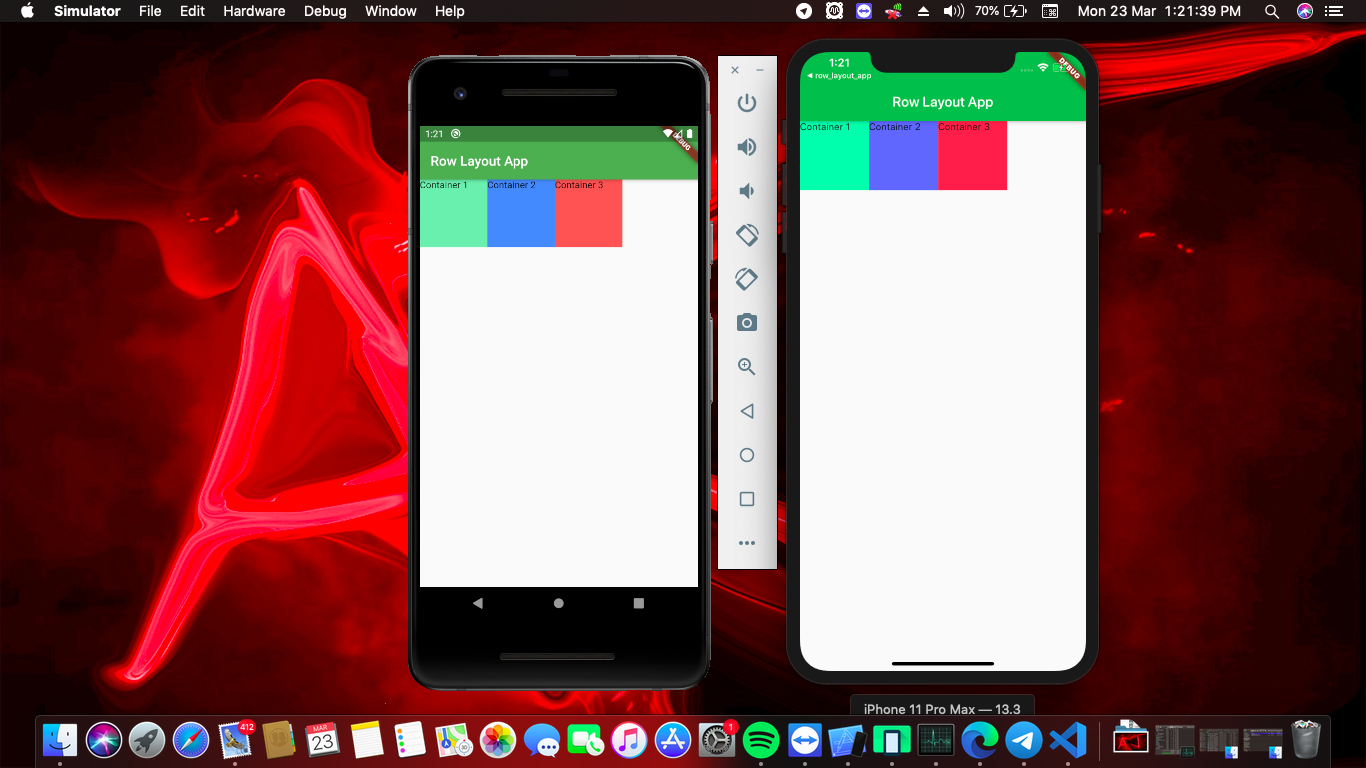 Simulator File Edit Hardware Debug Window Help 70% Mon 23 Mar 1:21:39 PM
1:21
DEBUG
Row Layout App
Container 1 Container 2 Container 3
1:21
row_layout_app
DEBUG
Row Layout App
Container 1 Container 2 Container 3
iPhone 11 Pro Max — 13.3
412
MAR
23
3D
1